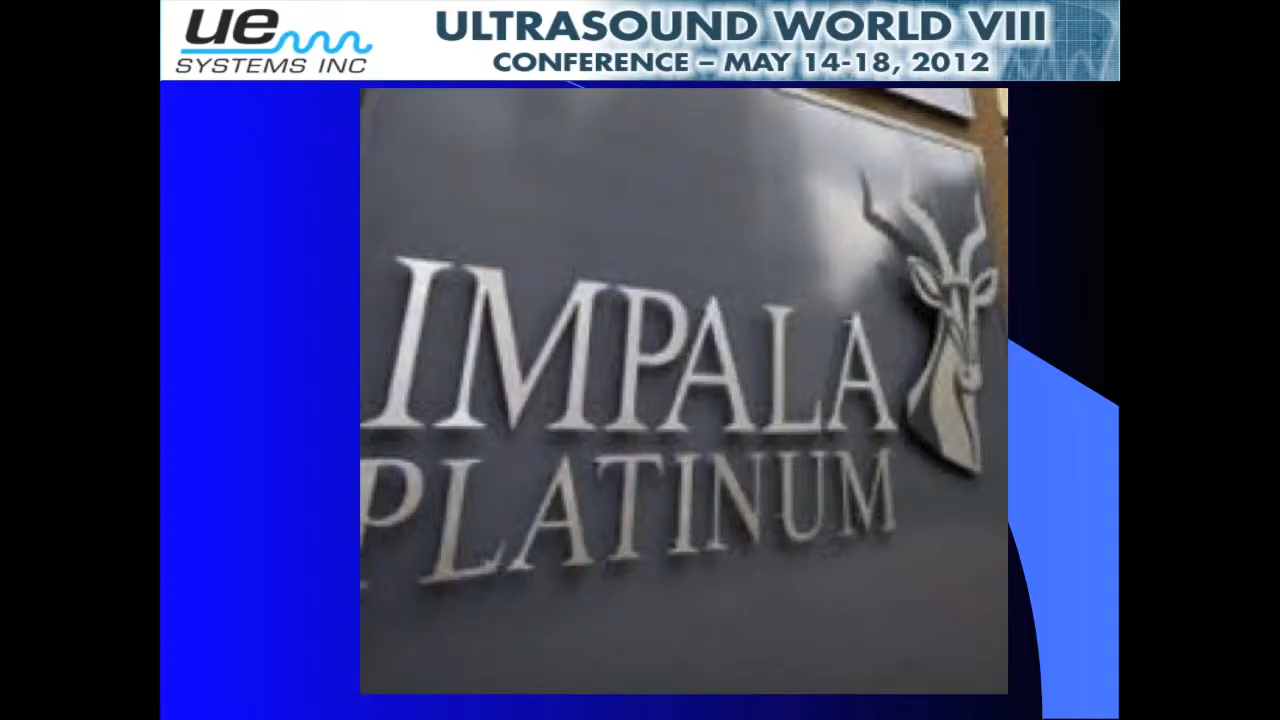 ue
SYSTEMS INC
ULTRASOUND WORLD VIII
CONFERENCE – MAY 14-18, 2012
IMPALA
PLATINUM